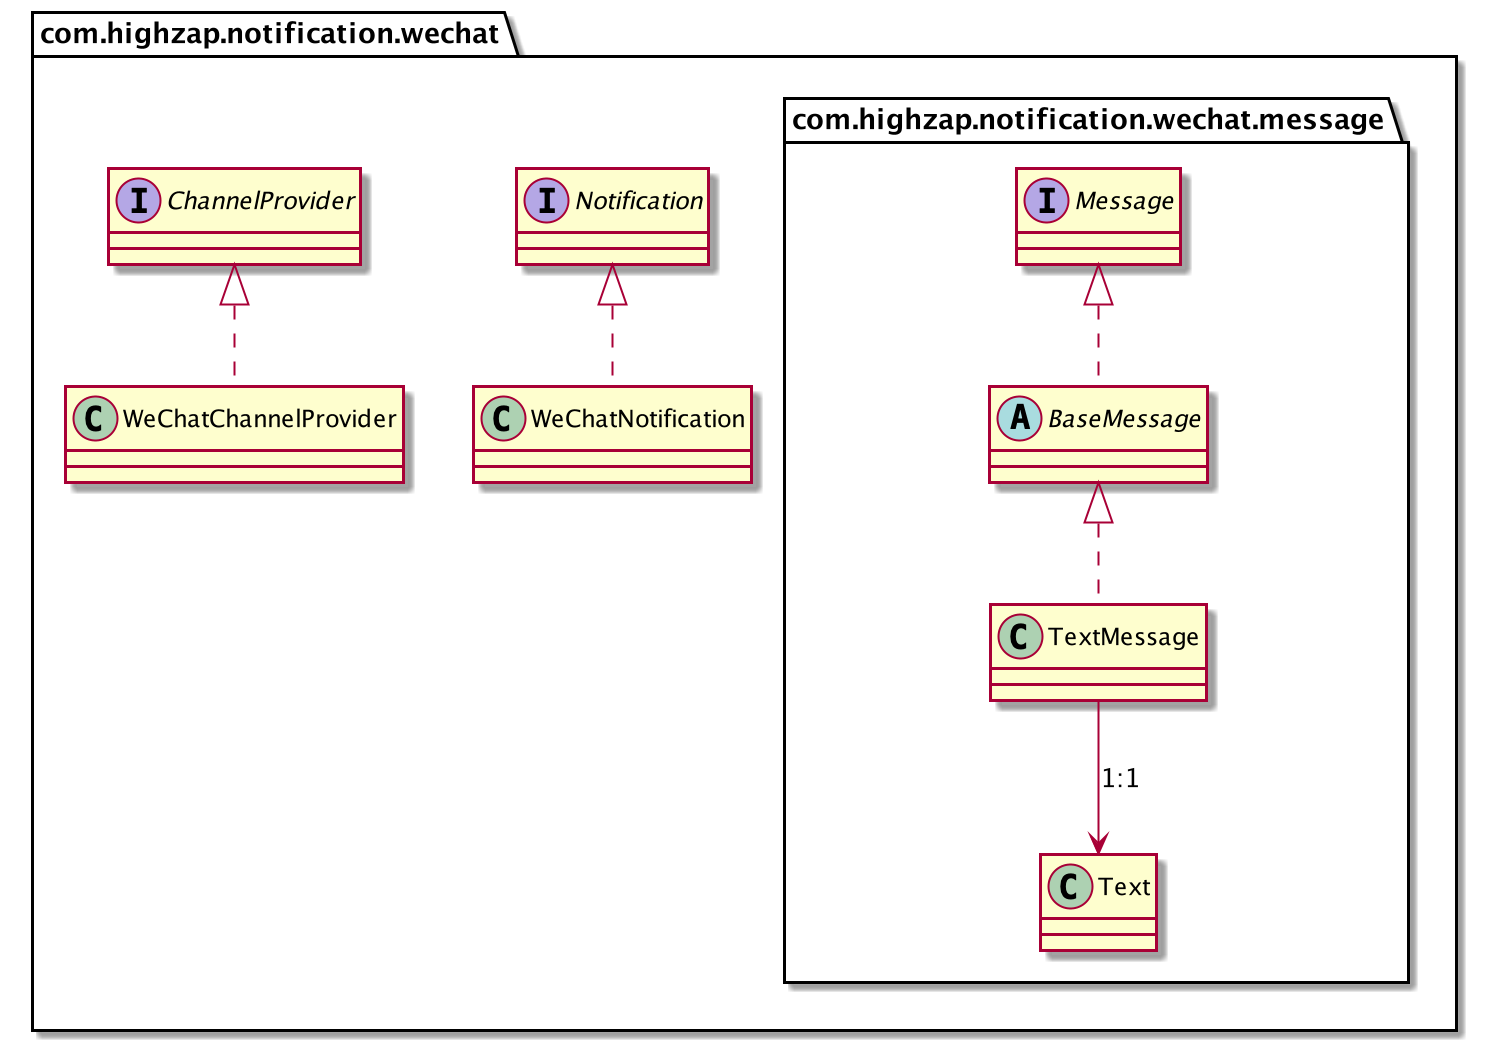 com.highzap.notification.wechat
com.highzap.notification.wechat.message
I ChannelProvider
I Notification
I Message
C WeChatChannelProvider
C WeChatNotification
A BaseMessage
C TextMessage
1:1
C Text